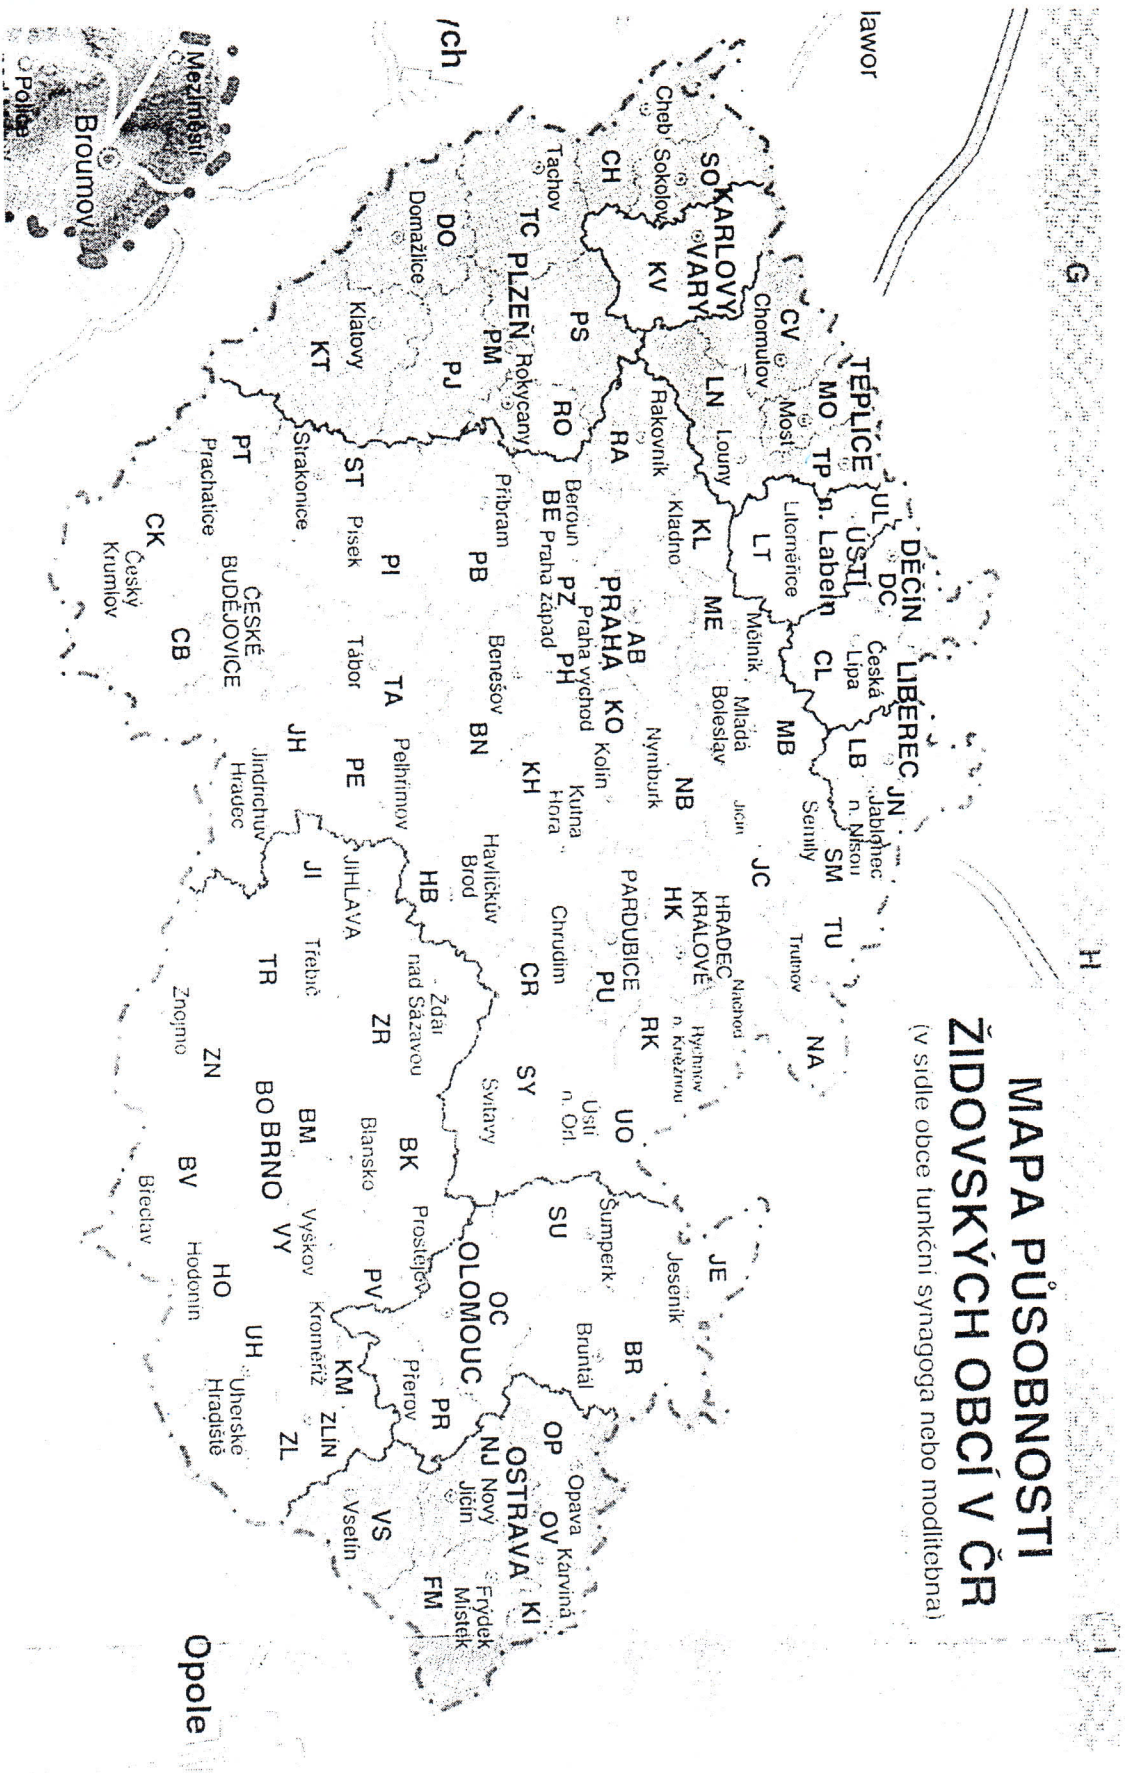 G
H
I
MAPA PŮSOBNOSTI
ŽIDOVSKÝCH OBCÍ V ČR
(v sídle obce funkční synagoga nebo modlitebna)
lawor
ých
Meziměstí
Broumov
Police
Opole
DĚČÍN
DC
LIBEREC
JN
Jablonec
n. Nisou
LB
Česká
Lípa
CL
UL
ÚSTÍ
n. Labem
TEPLICE
TP
MO
Most
CV
Chomutov
Litoměřice
LT
LN
Louny
KARLOVY
VARY
KV
SO
Sokolov
Cheb
CH
Semily
SM
TU
Trutnov
NA
Náchod
MB
Mladá
Boleslav
Jičín
JC
Mělník
ME
KL
Kladno
Rakovník
RA
HRADEC
KRÁLOVÉ
HK
Rychnov
n. Kněžnou
RK
Nymburk
NB
AB
PRAHA
KO
Kolín
Praha východ
PH
PZ
Praha západ
Beroun
BE
PARDUBICE
PU
Kutná
Hora
KH
Chrudim
CR
UO
Ústí
n. Orl.
SY
Svitavy
JE
Jeseník
Šumperk
SU
BR
Bruntál
Tachov
TC
PLZEŇ
PS
PM
Rokycany
RO
PJ
DO
Domažlice
Klatovy
KT
Příbram
PB
Benešov
BN
Havlíčkův
Brod
HB
Strakonice
ST
Písek
PI
Tábor
TA
Pelhřimov
PE
PT
Prachatice
ČESKÉ
BUDĚJOVICE
CB
CK
Český
Krumlov
JH
Jindřichův
Hradec
JIHLAVA
JI
Třebíč
TR
Žďár
nad Sázavou
ZR
Znojmo
ZN
BM
BRNO
BO
Blansko
BK
Vyškov
VY
Prostějov
PV
OLOMOUC
OC
Přerov
PR
BV
Břeclav
HO
Hodonín
Kroměříž
KM
UH
Uherské
Hradiště
ZLÍN
ZL
VS
Vsetín
OP
Opava
OSTRAVA
OV
Karviná
KI
NJ
Nový
Jičín
Frýdek
Místek
FM